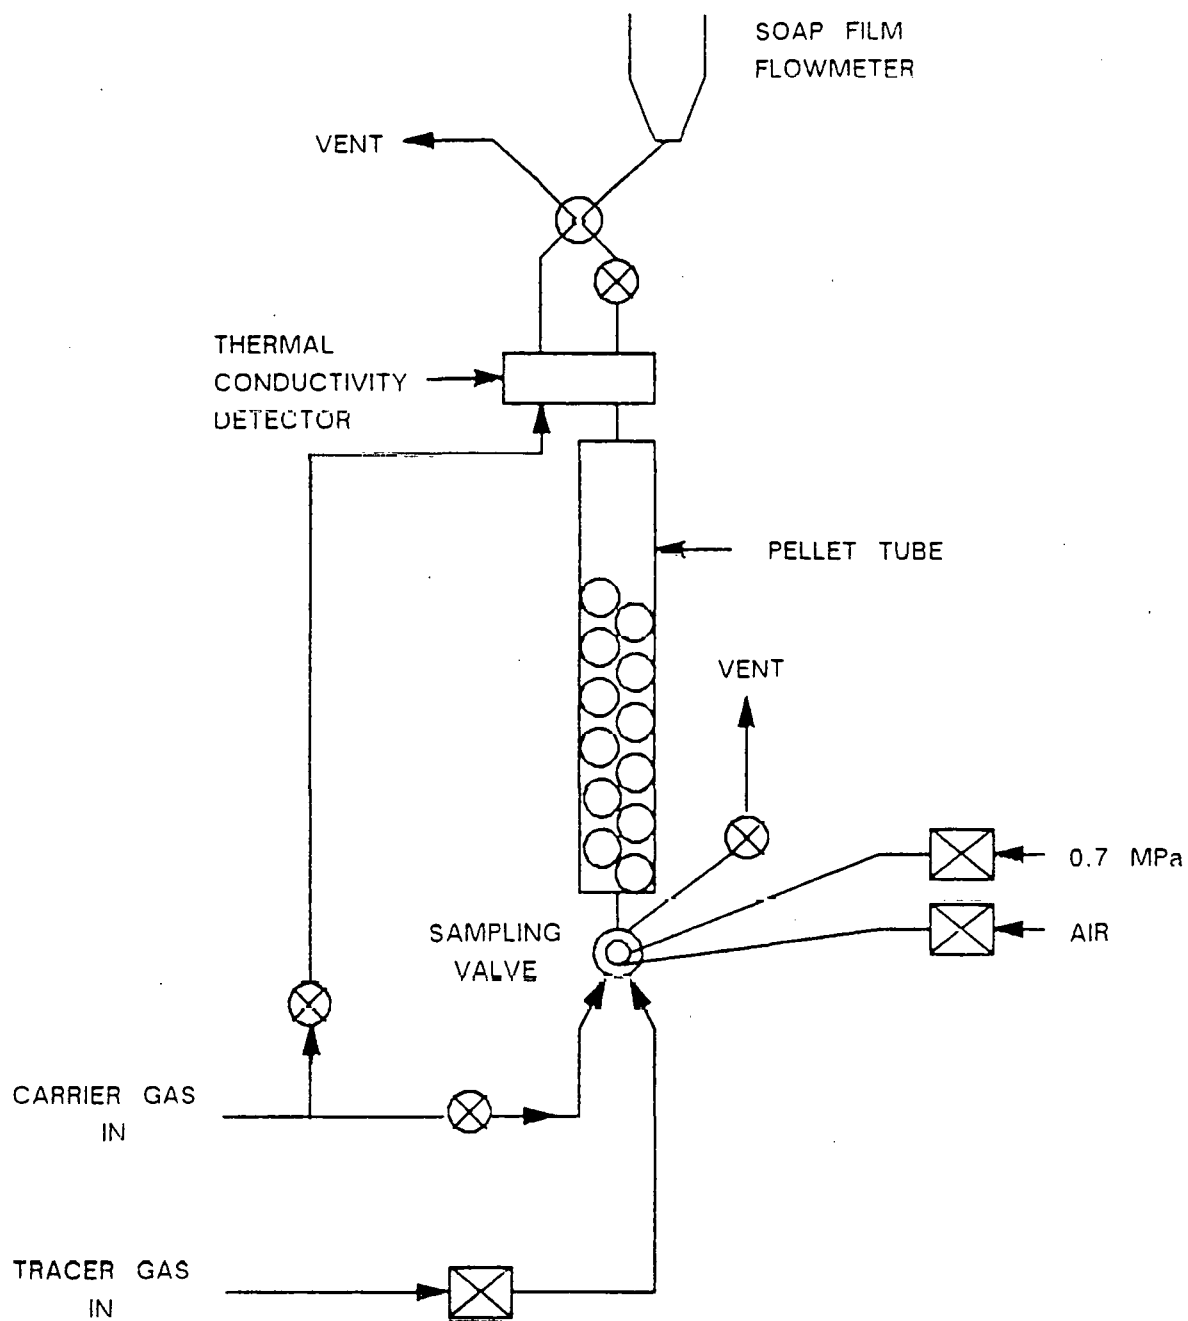 SOAP FILM
FLOWMETER
VENT
THERMAL
CONDUCTIVITY
DETECTOR
PELLET TUBE
VENT
0.7 MPa
SAMPLING
VALVE
AIR
CARRIER GAS
IN
TRACER GAS
IN